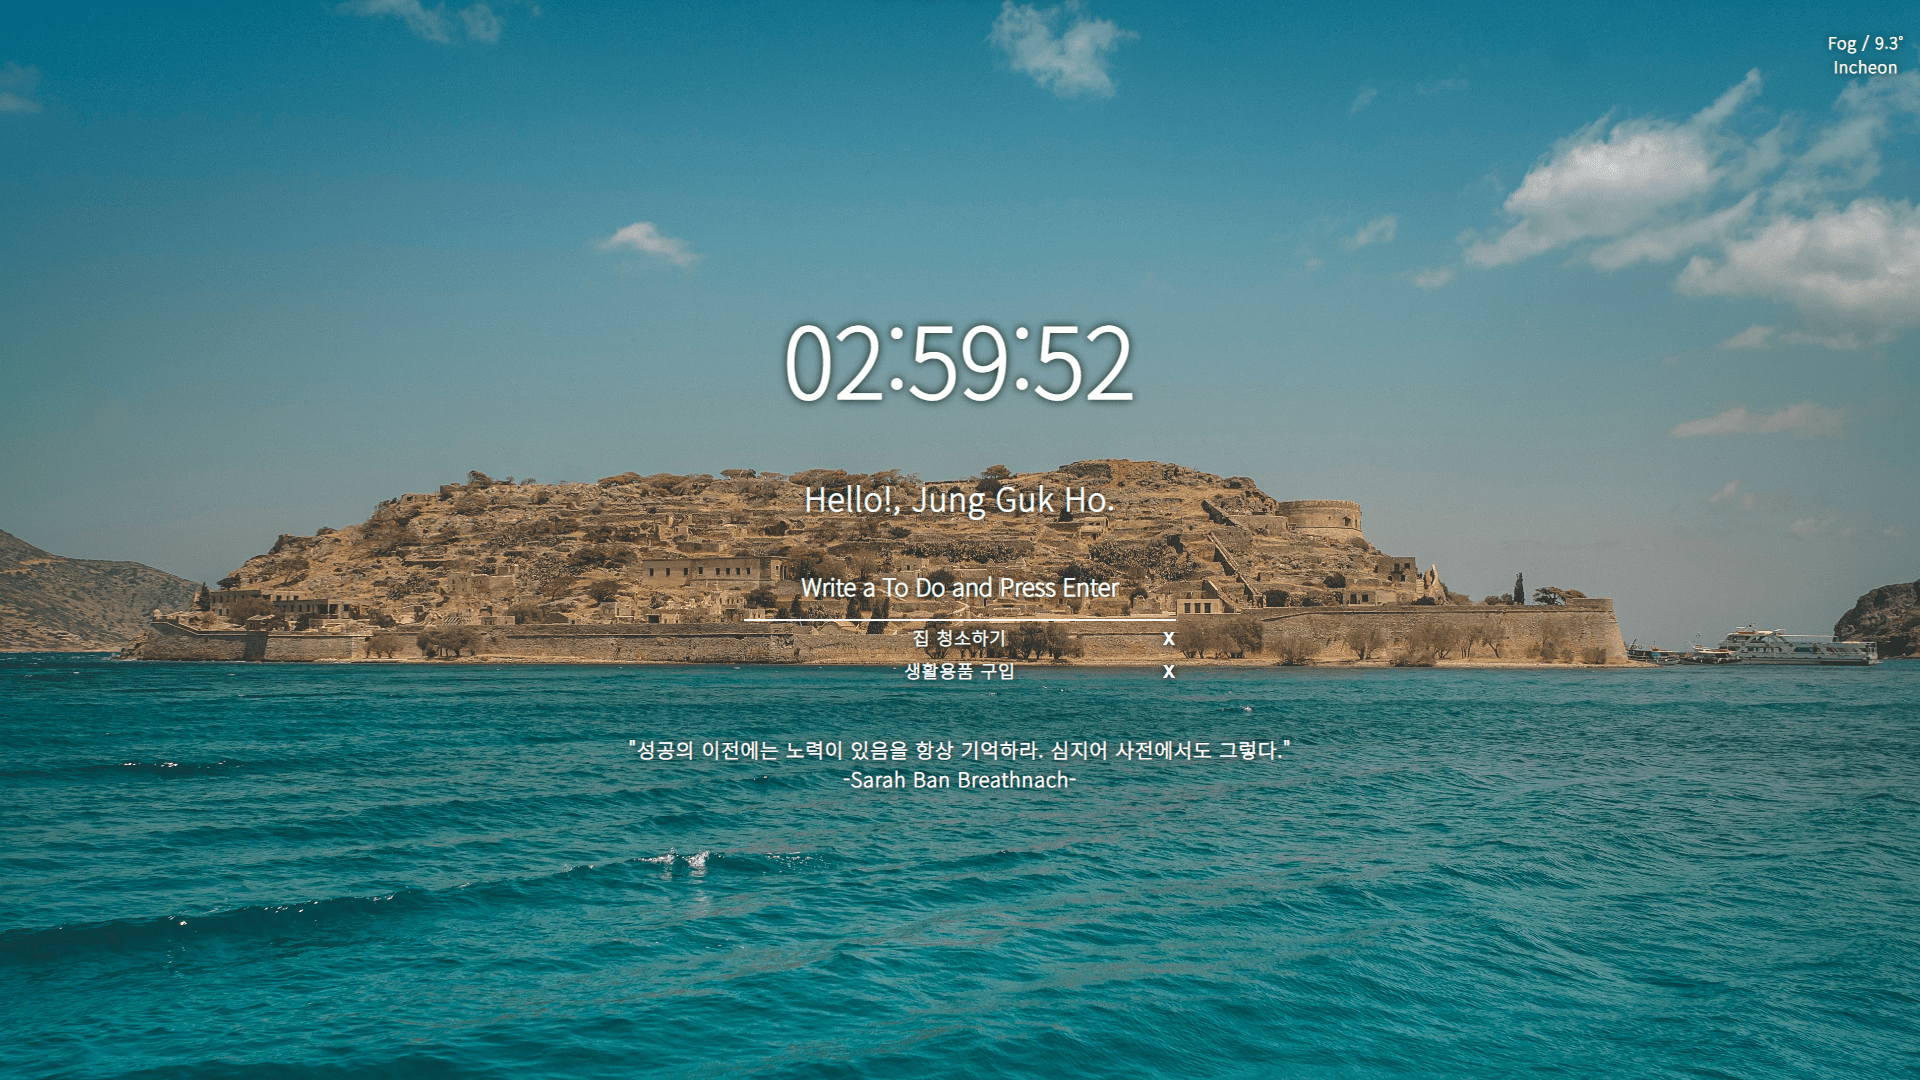 Fog / 9.3°
Incheon
02:59:52
Hello!, Jung Guk Ho.
Write a To Do and Press Enter
집 청소하기 X
생활용품 구입 X
"성공의 이전에는 노력이 있음을 항상 기억하라. 심지어 사전에서도 그렇다."
-Sarah Ban Breathnach-